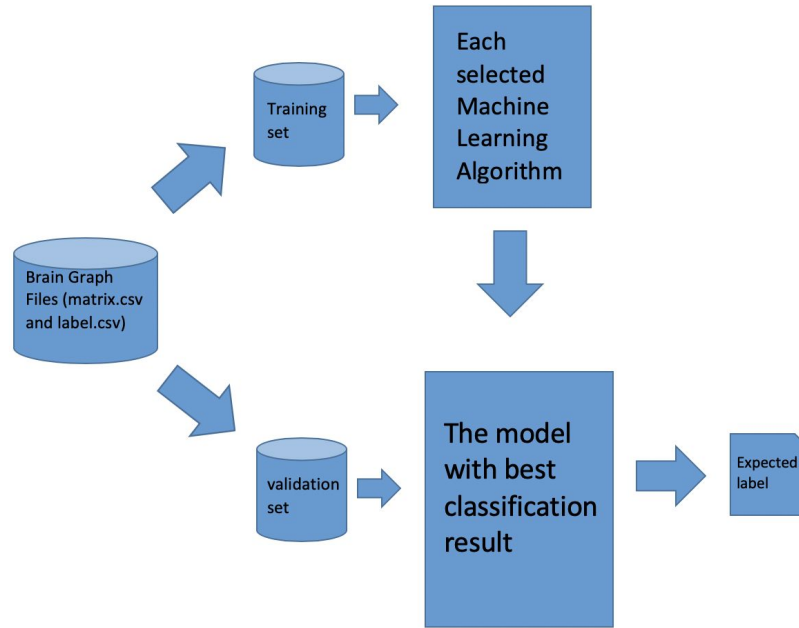 Each
selected
Machine
Learning
Algorithm
Training
set
Brain Graph
Files (matrix.csv
and label.csv)
The model
with best
classification
result
validation
set
Expected
label